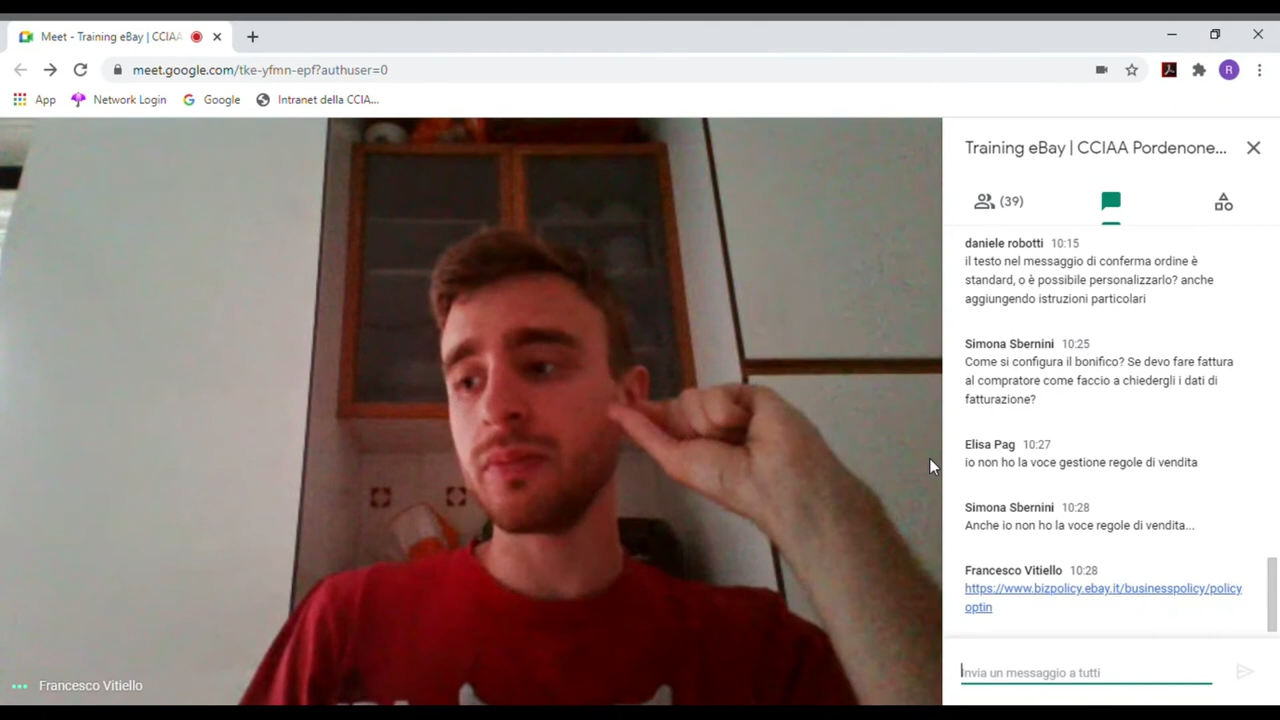 Meet - Training eBay | CCIAA
meet.google.com/tke-yfmn-epf?authuser=0
R
App
Network Login
Google
Intranet della CCIA...
Training eBay | CCIAA Pordenone...
(39)
daniele robotti 10:15
il testo nel messaggio di conferma ordine è
standard, o è possibile personalizzarlo? anche
aggiungendo istruzioni particolari
Simona Sbernini 10:25
Come si configura il bonifico? Se devo fare fattura
al compratore come faccio a chiedergli i dati di
fatturazione?
Elisa Pag 10:27
io non ho la voce gestione regole di vendita
Simona Sbernini 10:28
Anche io non ho la voce regole di vendita...
Francesco Vitiello 10:28
https://www.bizpolicy.ebay.it/businesspolicy/policy
optin
Invia un messaggio a tutti
Francesco Vitiello